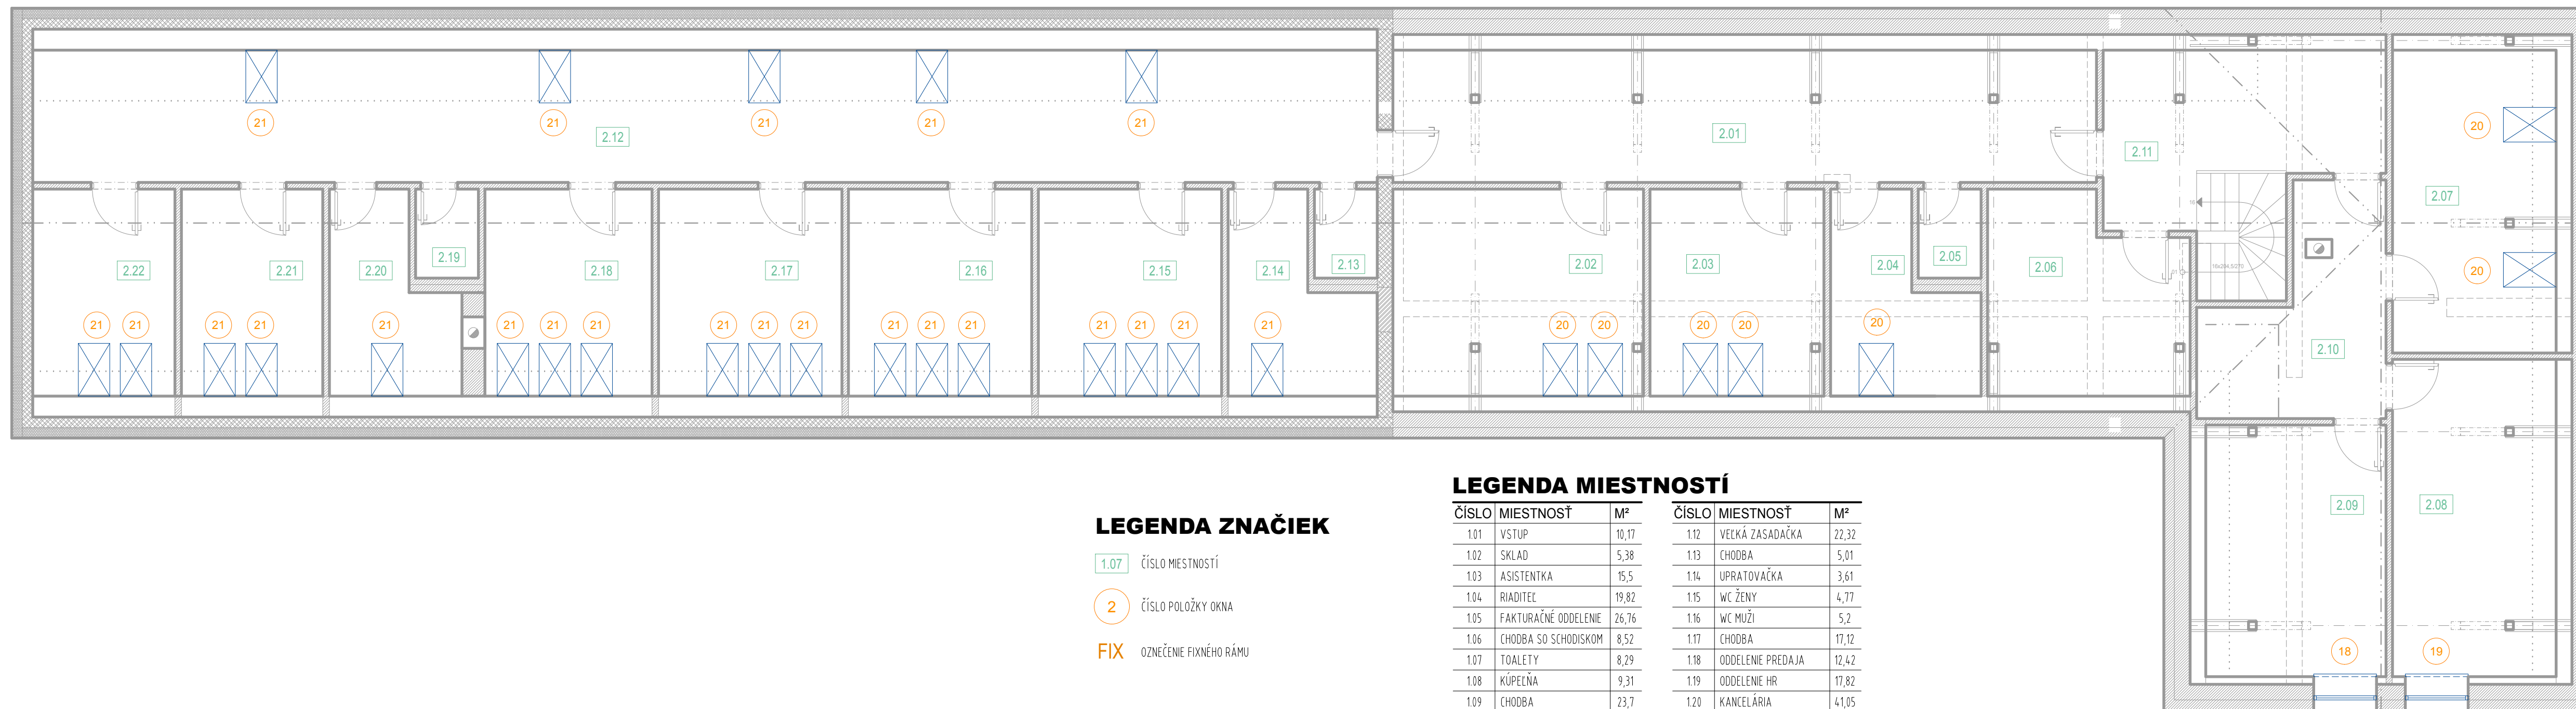 21 21 21 21 21
2.12
2.01
2.11
20
2.07
2.22 2.21 2.20 2.19 2.18 2.17 2.16 2.15 2.14 2.13
2.02 2.03 2.04 2.05 2.06
16x204,5/270
20
21 21 21 21 21 21 21 21 21 21 21 21 21 21 21 21 21 21
20 20 20 20 20
2.10
2.09 2.08
18 19
LEGENDA ZNAČIEK
1.07 ČÍSLO MIESTNOSTÍ
2 ČÍSLO POLOŽKY OKNA
FIX OZNEČENIE FIXNÉHO RÁMU
LEGENDA MIESTNOSTÍ
ČÍSLO MIESTNOSŤ M²
1.01 VSTUP 10,17
1.02 SKLAD 5,38
1.03 ASISTENTKA 15,5
1.04 RIADITEĽ 19,82
1.05 FAKTURAČNÉ ODDELENIE 26,76
1.06 CHODBA SO SCHODISKOM 8,52
1.07 TOALETY 8,29
1.08 KÚPEĽŇA 9,31
1.09 CHODBA 23,7
ČÍSLO MIESTNOSŤ M²
1.12 VEĽKÁ ZASADAČKA 22,32
1.13 CHODBA 5,01
1.14 UPRATOVAČKA 3,61
1.15 WC ŽENY 4,77
1.16 WC MUŽI 5,2
1.17 CHODBA 17,12
1.18 ODDELENIE PREDAJA 12,42
1.19 ODDELENIE HR 17,82
1.20 KANCELÁRIA 41,05